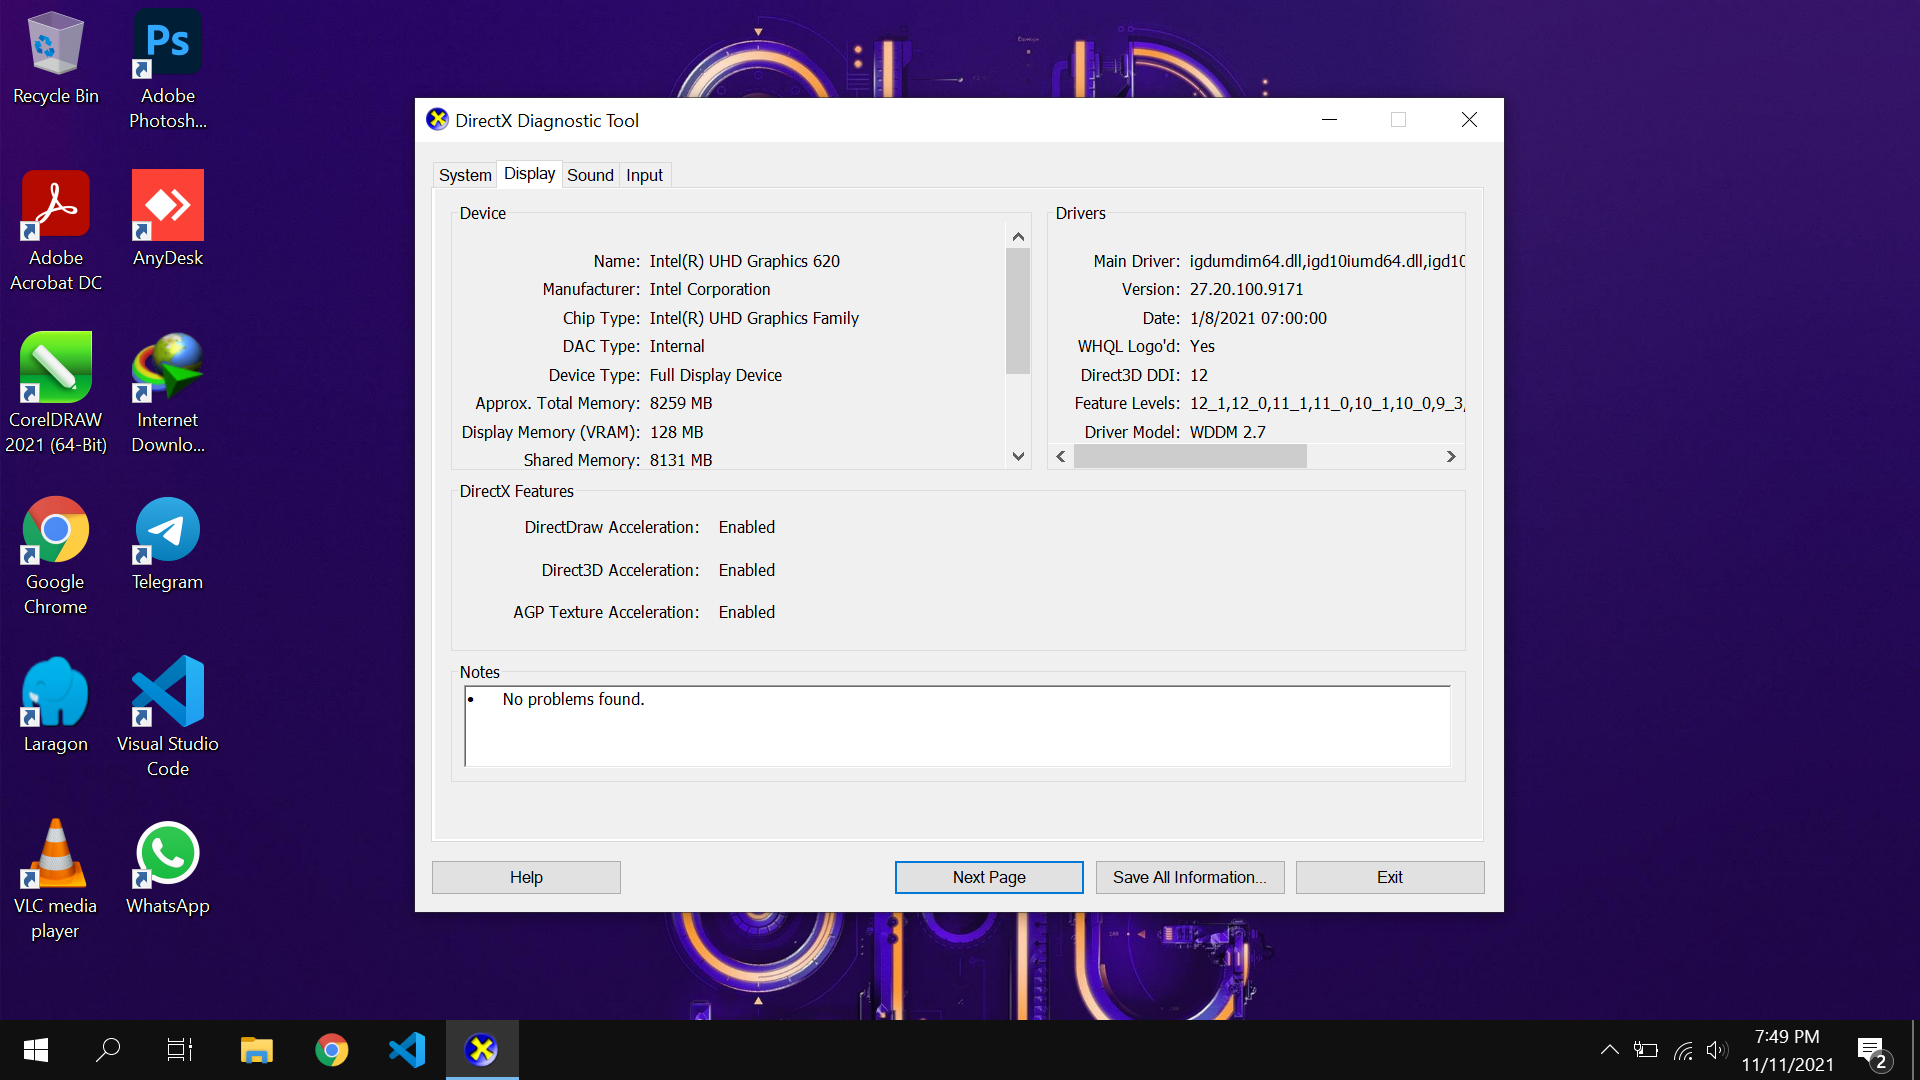 Recycle Bin
Adobe
Photosh...
Adobe
Acrobat DC
AnyDesk
CorelDRAW
2021 (64-Bit)
Internet
Downlo...
Google
Chrome
Telegram
Laragon
Visual Studio
Code
VLC media
player
WhatsApp
Ps
DirectX Diagnostic Tool
System Display Sound Input
Device
Name: Intel(R) UHD Graphics 620
Manufacturer: Intel Corporation
Chip Type: Intel(R) UHD Graphics Family
DAC Type: Internal
Device Type: Full Display Device
Approx. Total Memory: 8259 MB
Display Memory (VRAM): 128 MB
Shared Memory: 8131 MB
Drivers
Main Driver: igdumdim64.dll,igd10iumd64.dll,igd10
Version: 27.20.100.9171
Date: 1/8/2021 07:00:00
WHQL Logo'd: Yes
Direct3D DDI: 12
Feature Levels: 12_1,12_0,11_1,11_0,10_1,10_0,9_3,
Driver Model: WDDM 2.7
DirectX Features
DirectDraw Acceleration: Enabled
Direct3D Acceleration: Enabled
AGP Texture Acceleration: Enabled
Notes
• No problems found.
Help
Next Page
Save All Information...
Exit
7:49 PM
11/11/2021
2